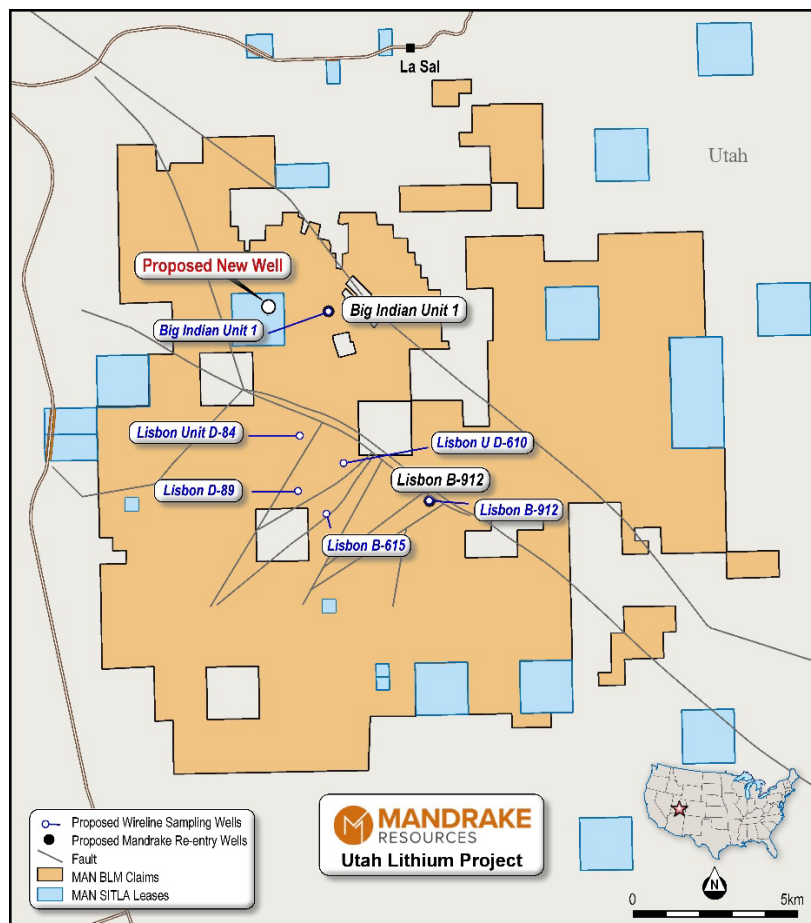 La Sal
Utah
Proposed New Well
Big Indian Unit 1
Big Indian Unit 1
Lisbon Unit D-84
Lisbon U D-610
Lisbon B-912
Lisbon D-89
Lisbon B-912
Lisbon B-615
Proposed Wireline Sampling Wells
Proposed Mandrake Re-entry Wells
Fault
MAN BLM Claims
MAN SITLA Leases
MANDRAKE
RESOURCES
Utah Lithium Project
N
0 5km